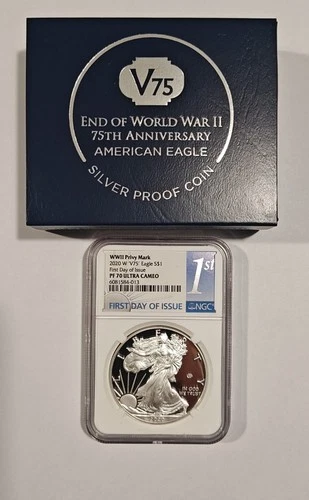 V75
END OF WORLD WAR II
75TH ANNIVERSARY
AMERICAN EAGLE
SILVER PROOF COIN
WWII Privy Mark
2020 W 'V75' Eagle S$1
First Day of Issue
PF 70 ULTRA CAMEO
6081584-013
1st
FIRST DAY OF ISSUE
NGC
LIBERTY
IN GOD
WE TRUST